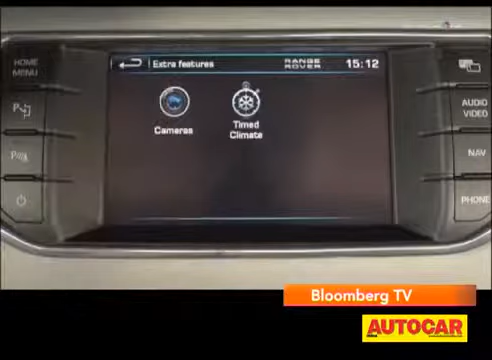 HOME
MENU
Extra features
RANGE
ROVER
15:12
Cameras
Timed
Climate
AUDIO
VIDEO
NAV
PHONE
Bloomberg TV
AUTOCAR